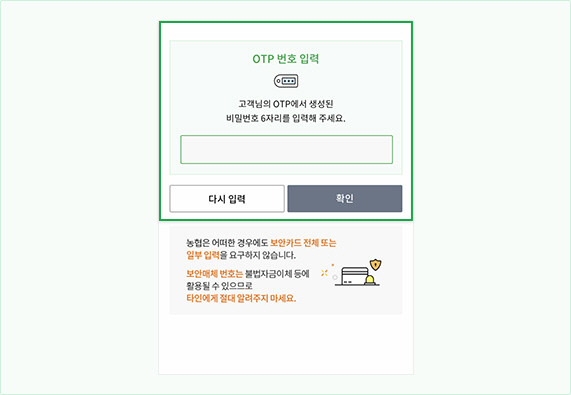 OTP 번호 입력
고객님의 OTP에서 생성된
비밀번호 6자리를 입력해 주세요.
다시 입력
확인
농협은 어떠한 경우에도 보안카드 전체 또는
일부 입력을 요구하지 않습니다.
보안매체 번호는 불법자금이체 등에
활용될 수 있으므로
타인에게 절대 알려주지 마세요.